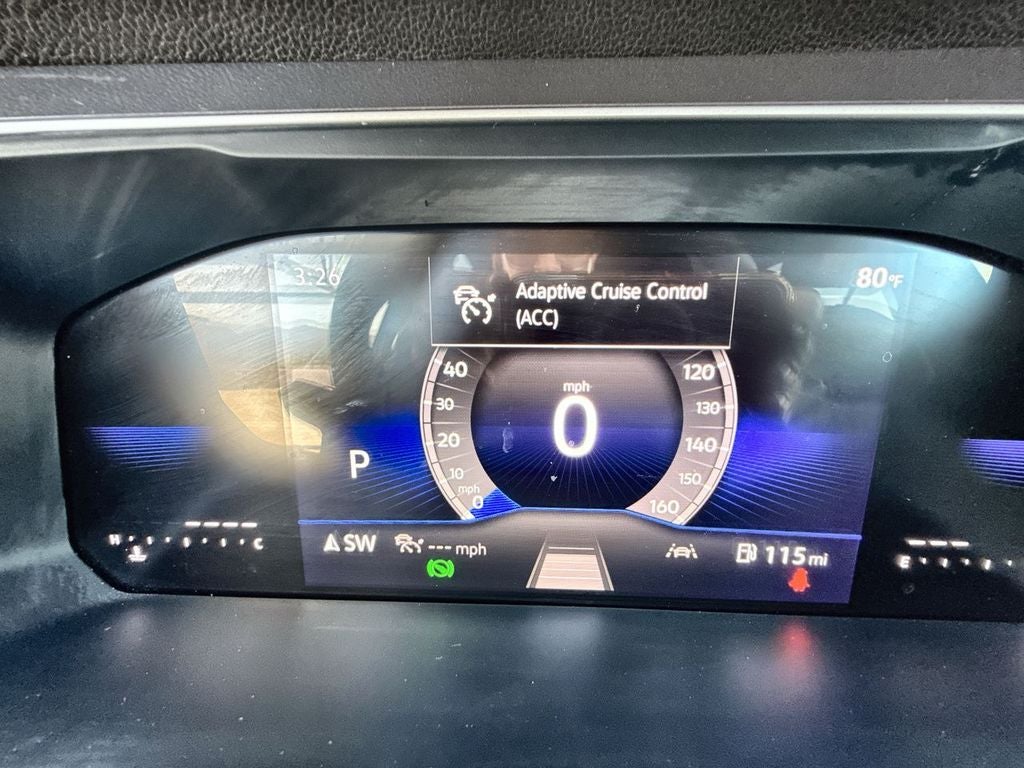 3:26
Adaptive Cruise Control
(ACC)
80°F
40
30
20
10
mph
0
mph
0
120
130
140
150
160
P
SW
--- mph
115 mi
H
C
E